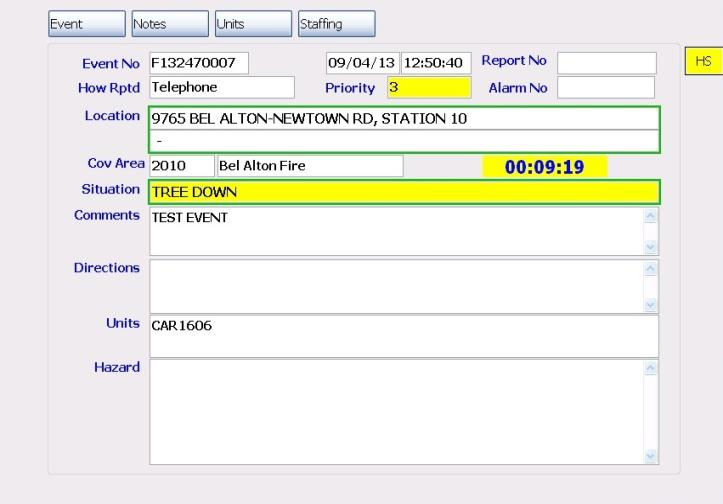 Event Notes Units Staffing
Event No F132470007 09/04/13 12:50:40 Report No
HS
How Rptd Telephone Priority 3 Alarm No
Location 9765 BEL ALTON-NEWTOWN RD, STATION 10
-
Cov Area 2010 Bel Alton Fire 00:09:19
Situation TREE DOWN
Comments TEST EVENT
Directions
Units CAR1606
Hazard